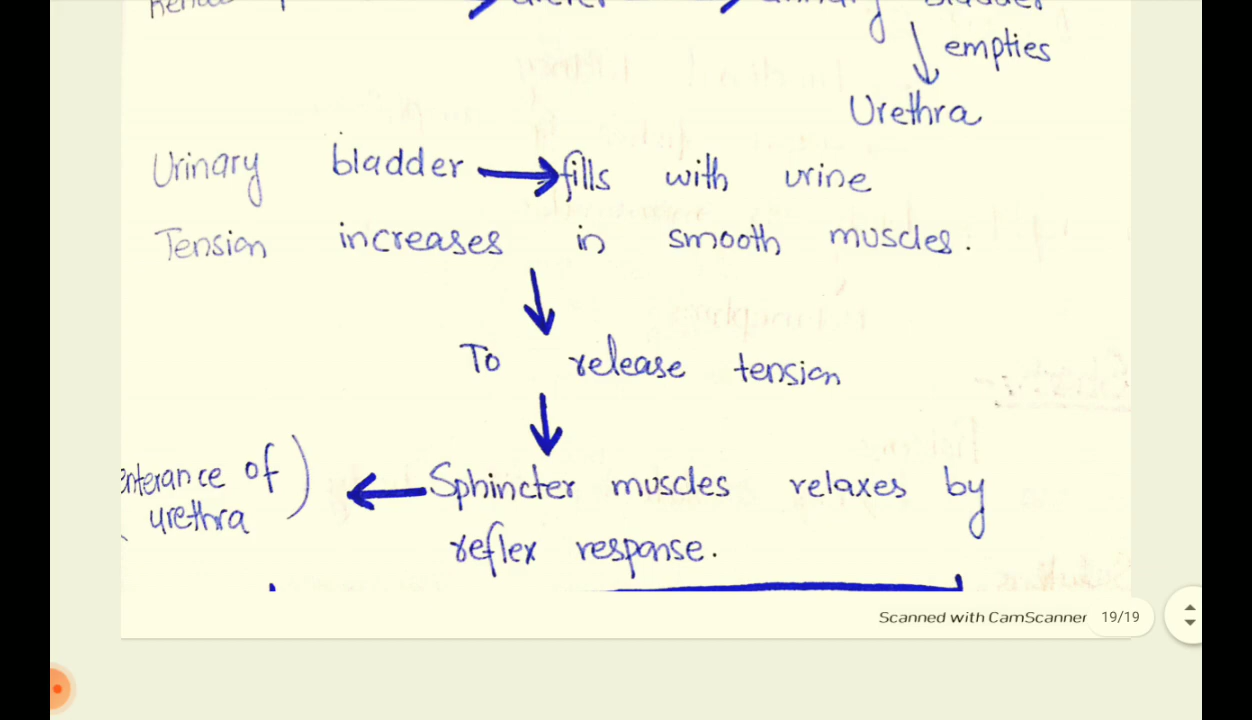 empties
Urethra
Urinary bladder → fills with urine
Tension increases in smooth muscles.
↓
To release tension
↓
enterance of) ← Sphincter muscles relaxes by
urethra reflex response.
Scanned with CamScanner 19/19